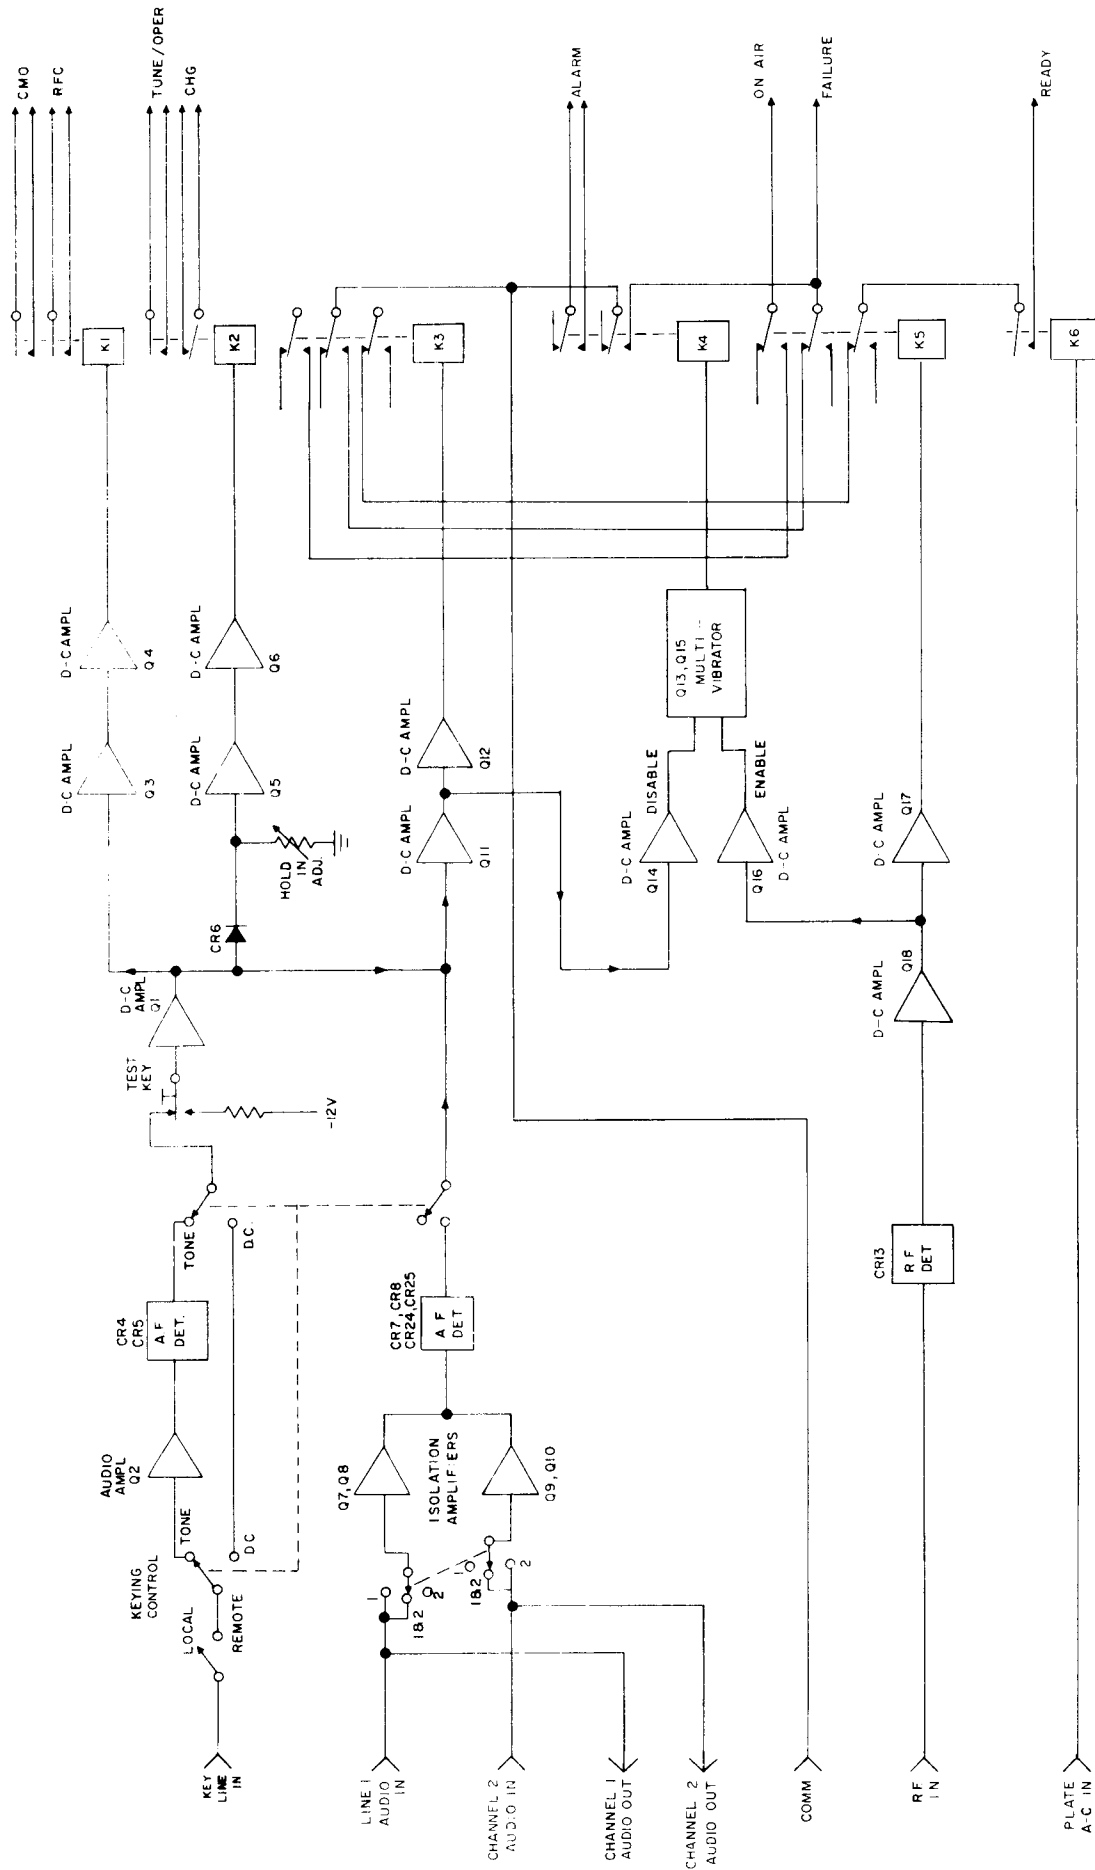 CMO
RFC
TUNE/OPER
CHG
ALARM
ON AIR
FAILURE
READY
K1
K2
K3
K4
K5
K6
D-C AMPL
Q4
D-C AMPL
Q6
D-C AMPL
Q3
D-C AMPL
Q5
D-C AMPL
Q12
Q13, Q15
MULTI-
VIBRATOR
DISABLE
ENABLE
HOLD
IN
ADJ.
D-C AMPL
Q11
D-C AMPL
Q14
Q16
D-C AMPL
D-C AMPL
Q17
CR6
D-C
AMPL
Q1
TEST
KEY
-12V
D-C AMPL
Q18
TONE
D.C.
CR4
CR5
A F
DET.
CR7, CR8
CR24, CR25
A F
DET
CR13
R F
DET
AUDIO
AMPL
Q2
TONE
DC
KEYING
CONTROL
LOCAL
REMOTE
Q7, Q8
ISOLATION
AMPLIFIERS
Q9, Q10
1
1&2
2
1
1&2
2
KEY
LINE
IN
LINE 1
AUDIO
IN
CHANNEL 2
AUDIO IN
CHANNEL 1
AUDIO OUT
CHANNEL 2
AUDIO OUT
COMM
RF
IN
PLATE
A-C IN